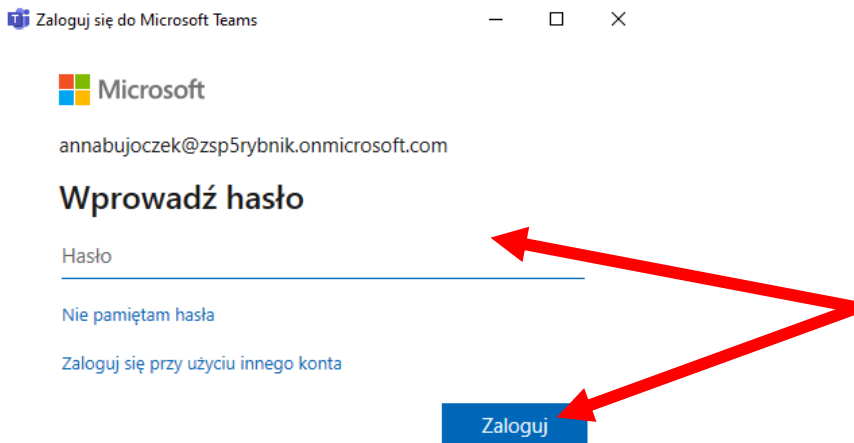 Zaloguj się do Microsoft Teams
Microsoft
annabujoczek@zsp5rybnik.onmicrosoft.com
Wprowadź hasło
Hasło
Nie pamiętam hasła
Zaloguj się przy użyciu innego konta
Zaloguj